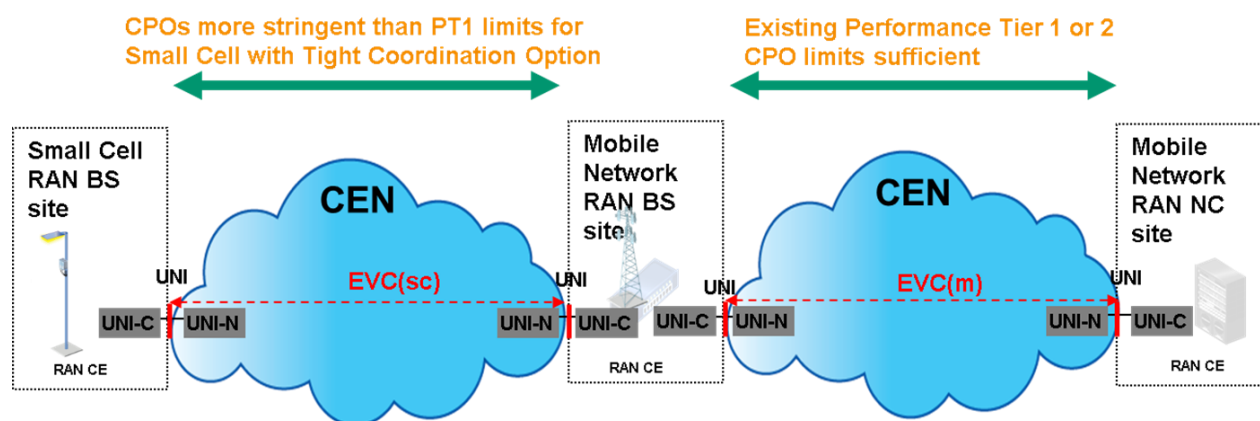 CPOs more stringent than PT1 limits for
Small Cell with Tight Coordination Option
Existing Performance Tier 1 or 2
CPO limits sufficient
Small Cell
RAN BS
site
CEN
Mobile
Network
RAN BS
site
CEN
Mobile
Network
RAN NC
site
UNI
EVC(sc)
UNI
UNI
EVC(m)
UNI
UNI-C
UNI-N
UNI-N
UNI-C
UNI-C
UNI-N
UNI-N
UNI-C
RAN CE
RAN CE
RAN CE